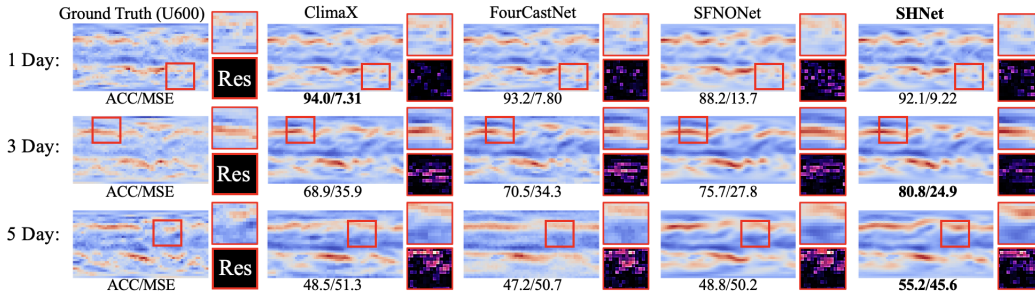 Ground Truth (U600) ClimaX FourCastNet SFNONet SHNet
1 Day: Res
ACC/MSE 94.0/7.31 93.2/7.80 88.2/13.7 92.1/9.22
3 Day: Res
ACC/MSE 68.9/35.9 70.5/34.3 75.7/27.8 80.8/24.9
5 Day: Res
ACC/MSE 48.5/51.3 47.2/50.7 48.8/50.2 55.2/45.6